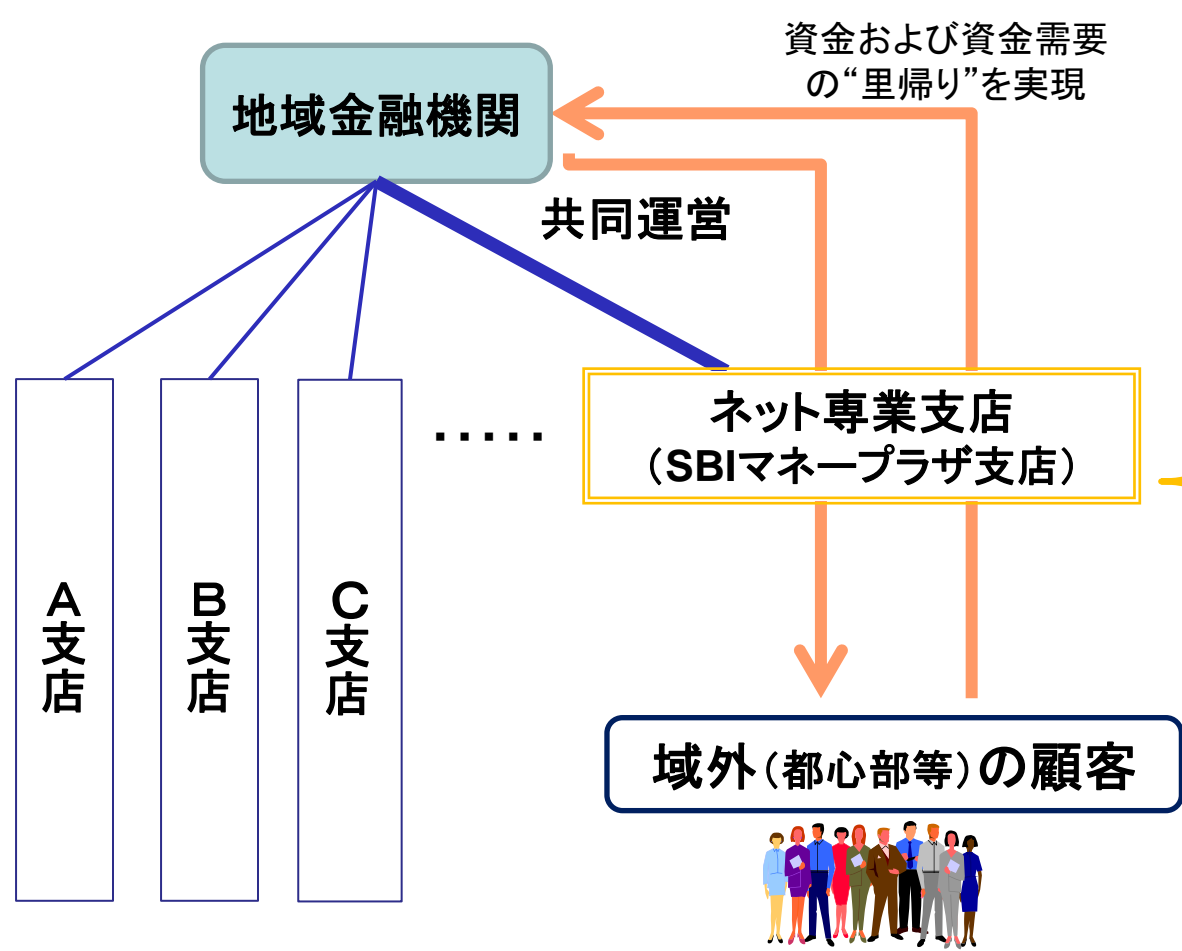 資金および資金需要
の“里帰り”を実現
地域金融機関
共同運営
ネット専業支店
（SBIマネープラザ支店）
・・・・・
Ａ支店
Ｂ支店
Ｃ支店
域外（都心部等）の顧客